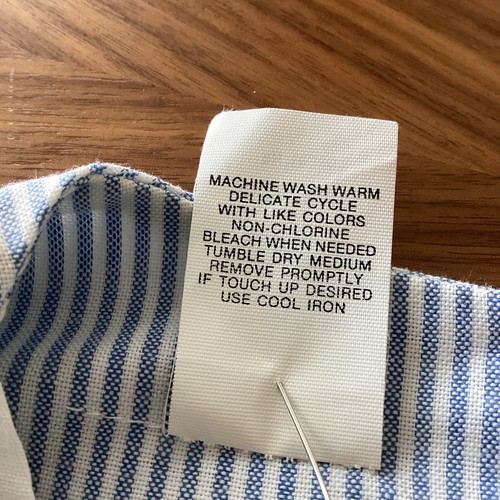 MACHINE WASH WARM
DELICATE CYCLE
WITH LIKE COLORS
NON-CHLORINE
BLEACH WHEN NEEDED
TUMBLE DRY MEDIUM
REMOVE PROMPTLY
IF TOUCH UP DESIRED
USE COOL IRON